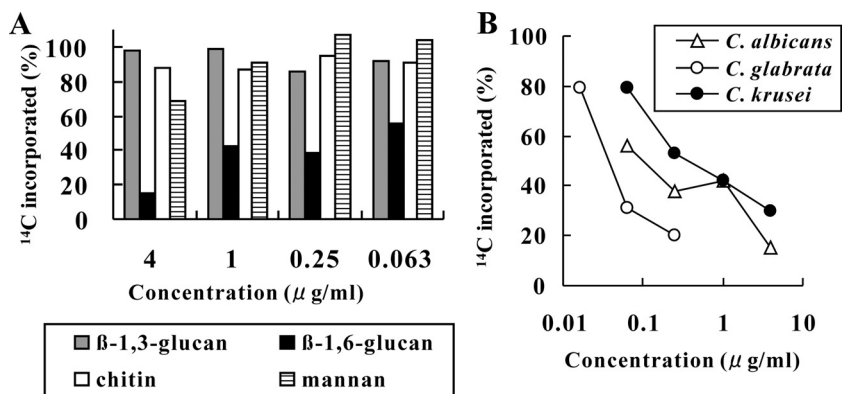 A
¹⁴C incorporated (%)
100
80
60
40
20
0
4 1 0.25 0.063
Concentration (μ g/ml)
ß-1,3-glucan ß-1,6-glucan
chitin mannan
B
¹⁴C incorporated (%)
100
80
60
40
20
0
C. albicans
C. glabrata
C. krusei
0.01 0.1 1 10
Concentration (μ g/ml)